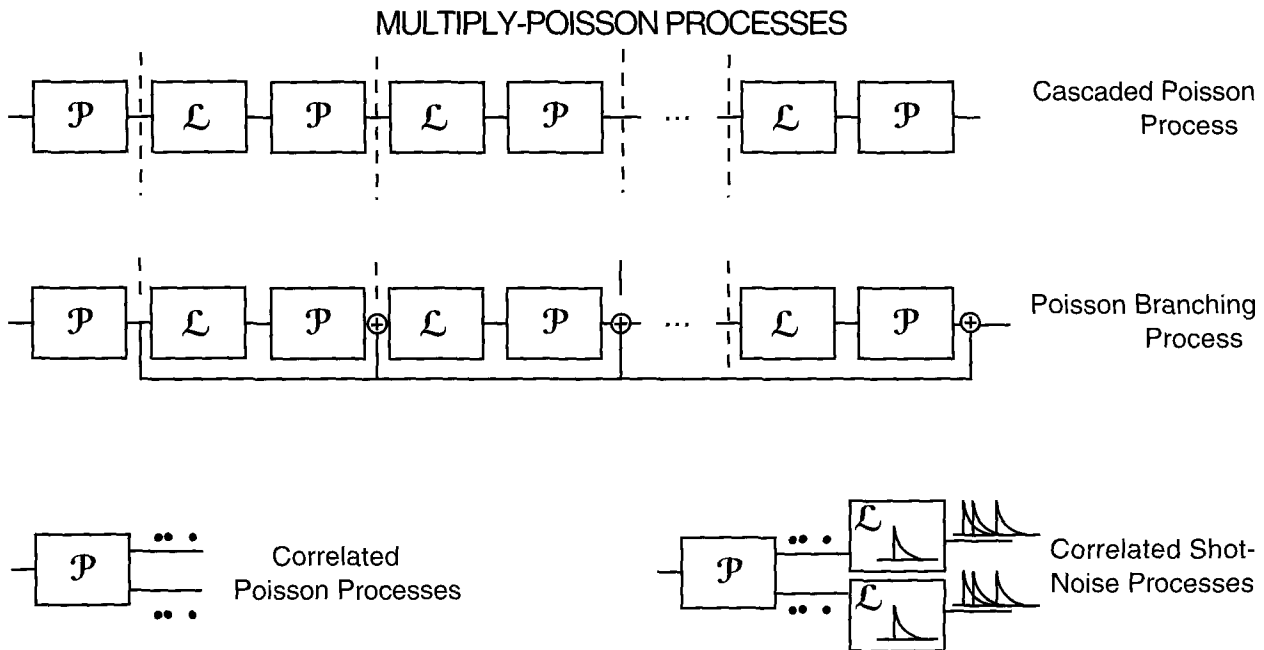 MULTIPLY-POISSON PROCESSES
𝒫 ℒ 𝒫 ℒ 𝒫 ... ℒ 𝒫
Cascaded Poisson
Process
𝒫 ℒ 𝒫 ℒ 𝒫 ... ℒ 𝒫
Poisson Branching
Process
𝒫
Correlated
Poisson Processes
𝒫
ℒ
ℒ
Correlated Shot-
Noise Processes